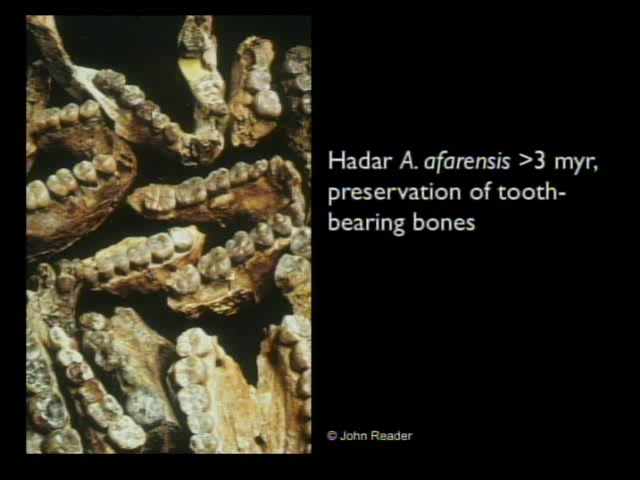 Hadar A. afarensis >3 myr,
preservation of tooth-
bearing bones
© John Reader